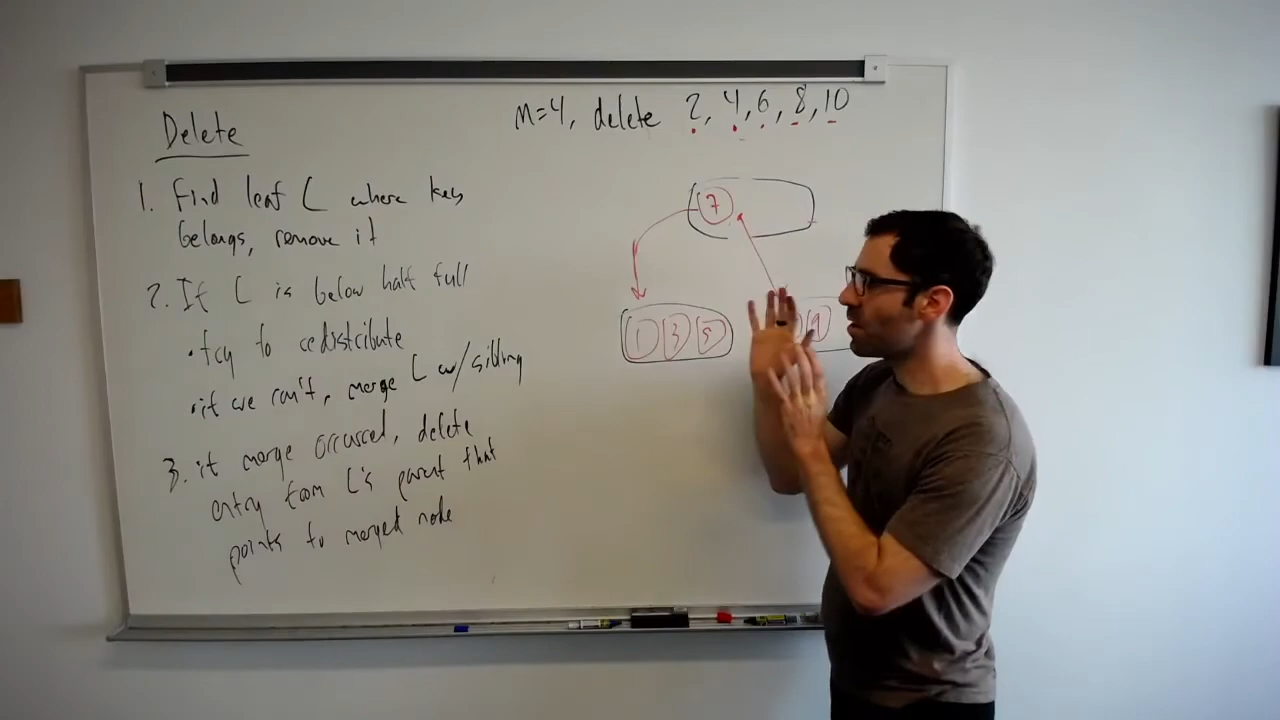 Delete
1. Find leaf L where key
belongs, remove it
2. If L is below half full
• try to redistribute
• if we can't, merge L w/sibling
3. if merge occurred, delete
entry from L's parent that
points to merged node
m=4, delete 2, 4, 6, 8, 10
7
1 3 5
9